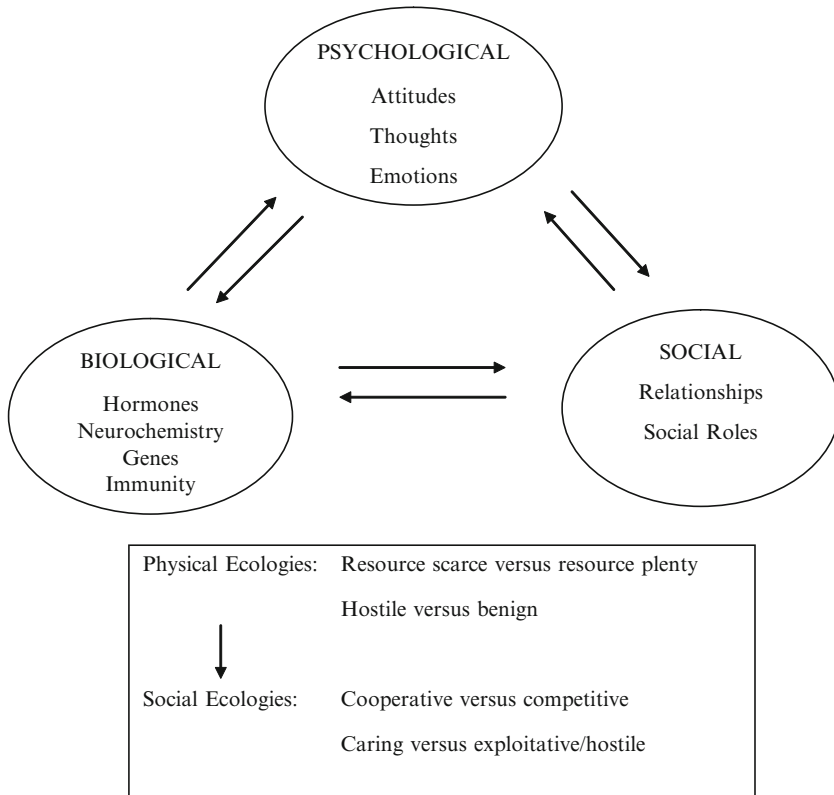 PSYCHOLOGICAL
Attitudes
Thoughts
Emotions
BIOLOGICAL
Hormones
Neurochemistry
Genes
Immunity
SOCIAL
Relationships
Social Roles
Physical Ecologies: Resource scarce versus resource plenty
Hostile versus benign
Social Ecologies: Cooperative versus competitive
Caring versus exploitative/hostile